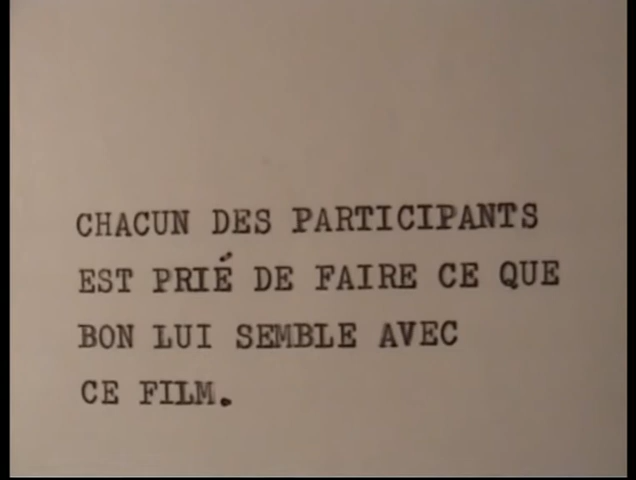 CHACUN DES PARTICIPANTS
EST PRIÉ DE FAIRE CE QUE
BON LUI SEMBLE AVEC
CE FILM.